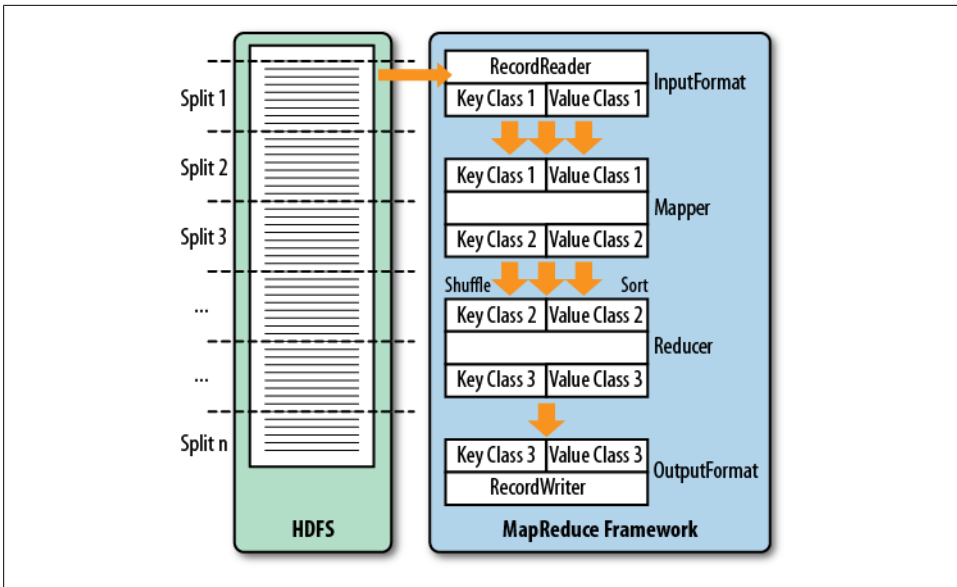 Split 1
Split 2
Split 3
...
...
Split n
HDFS
RecordReader
Key Class 1 Value Class 1
InputFormat
Key Class 1 Value Class 1
Mapper
Key Class 2 Value Class 2
Shuffle Sort
Key Class 2 Value Class 2
Reducer
Key Class 3 Value Class 3
Key Class 3 Value Class 3
OutputFormat
RecordWriter
MapReduce Framework